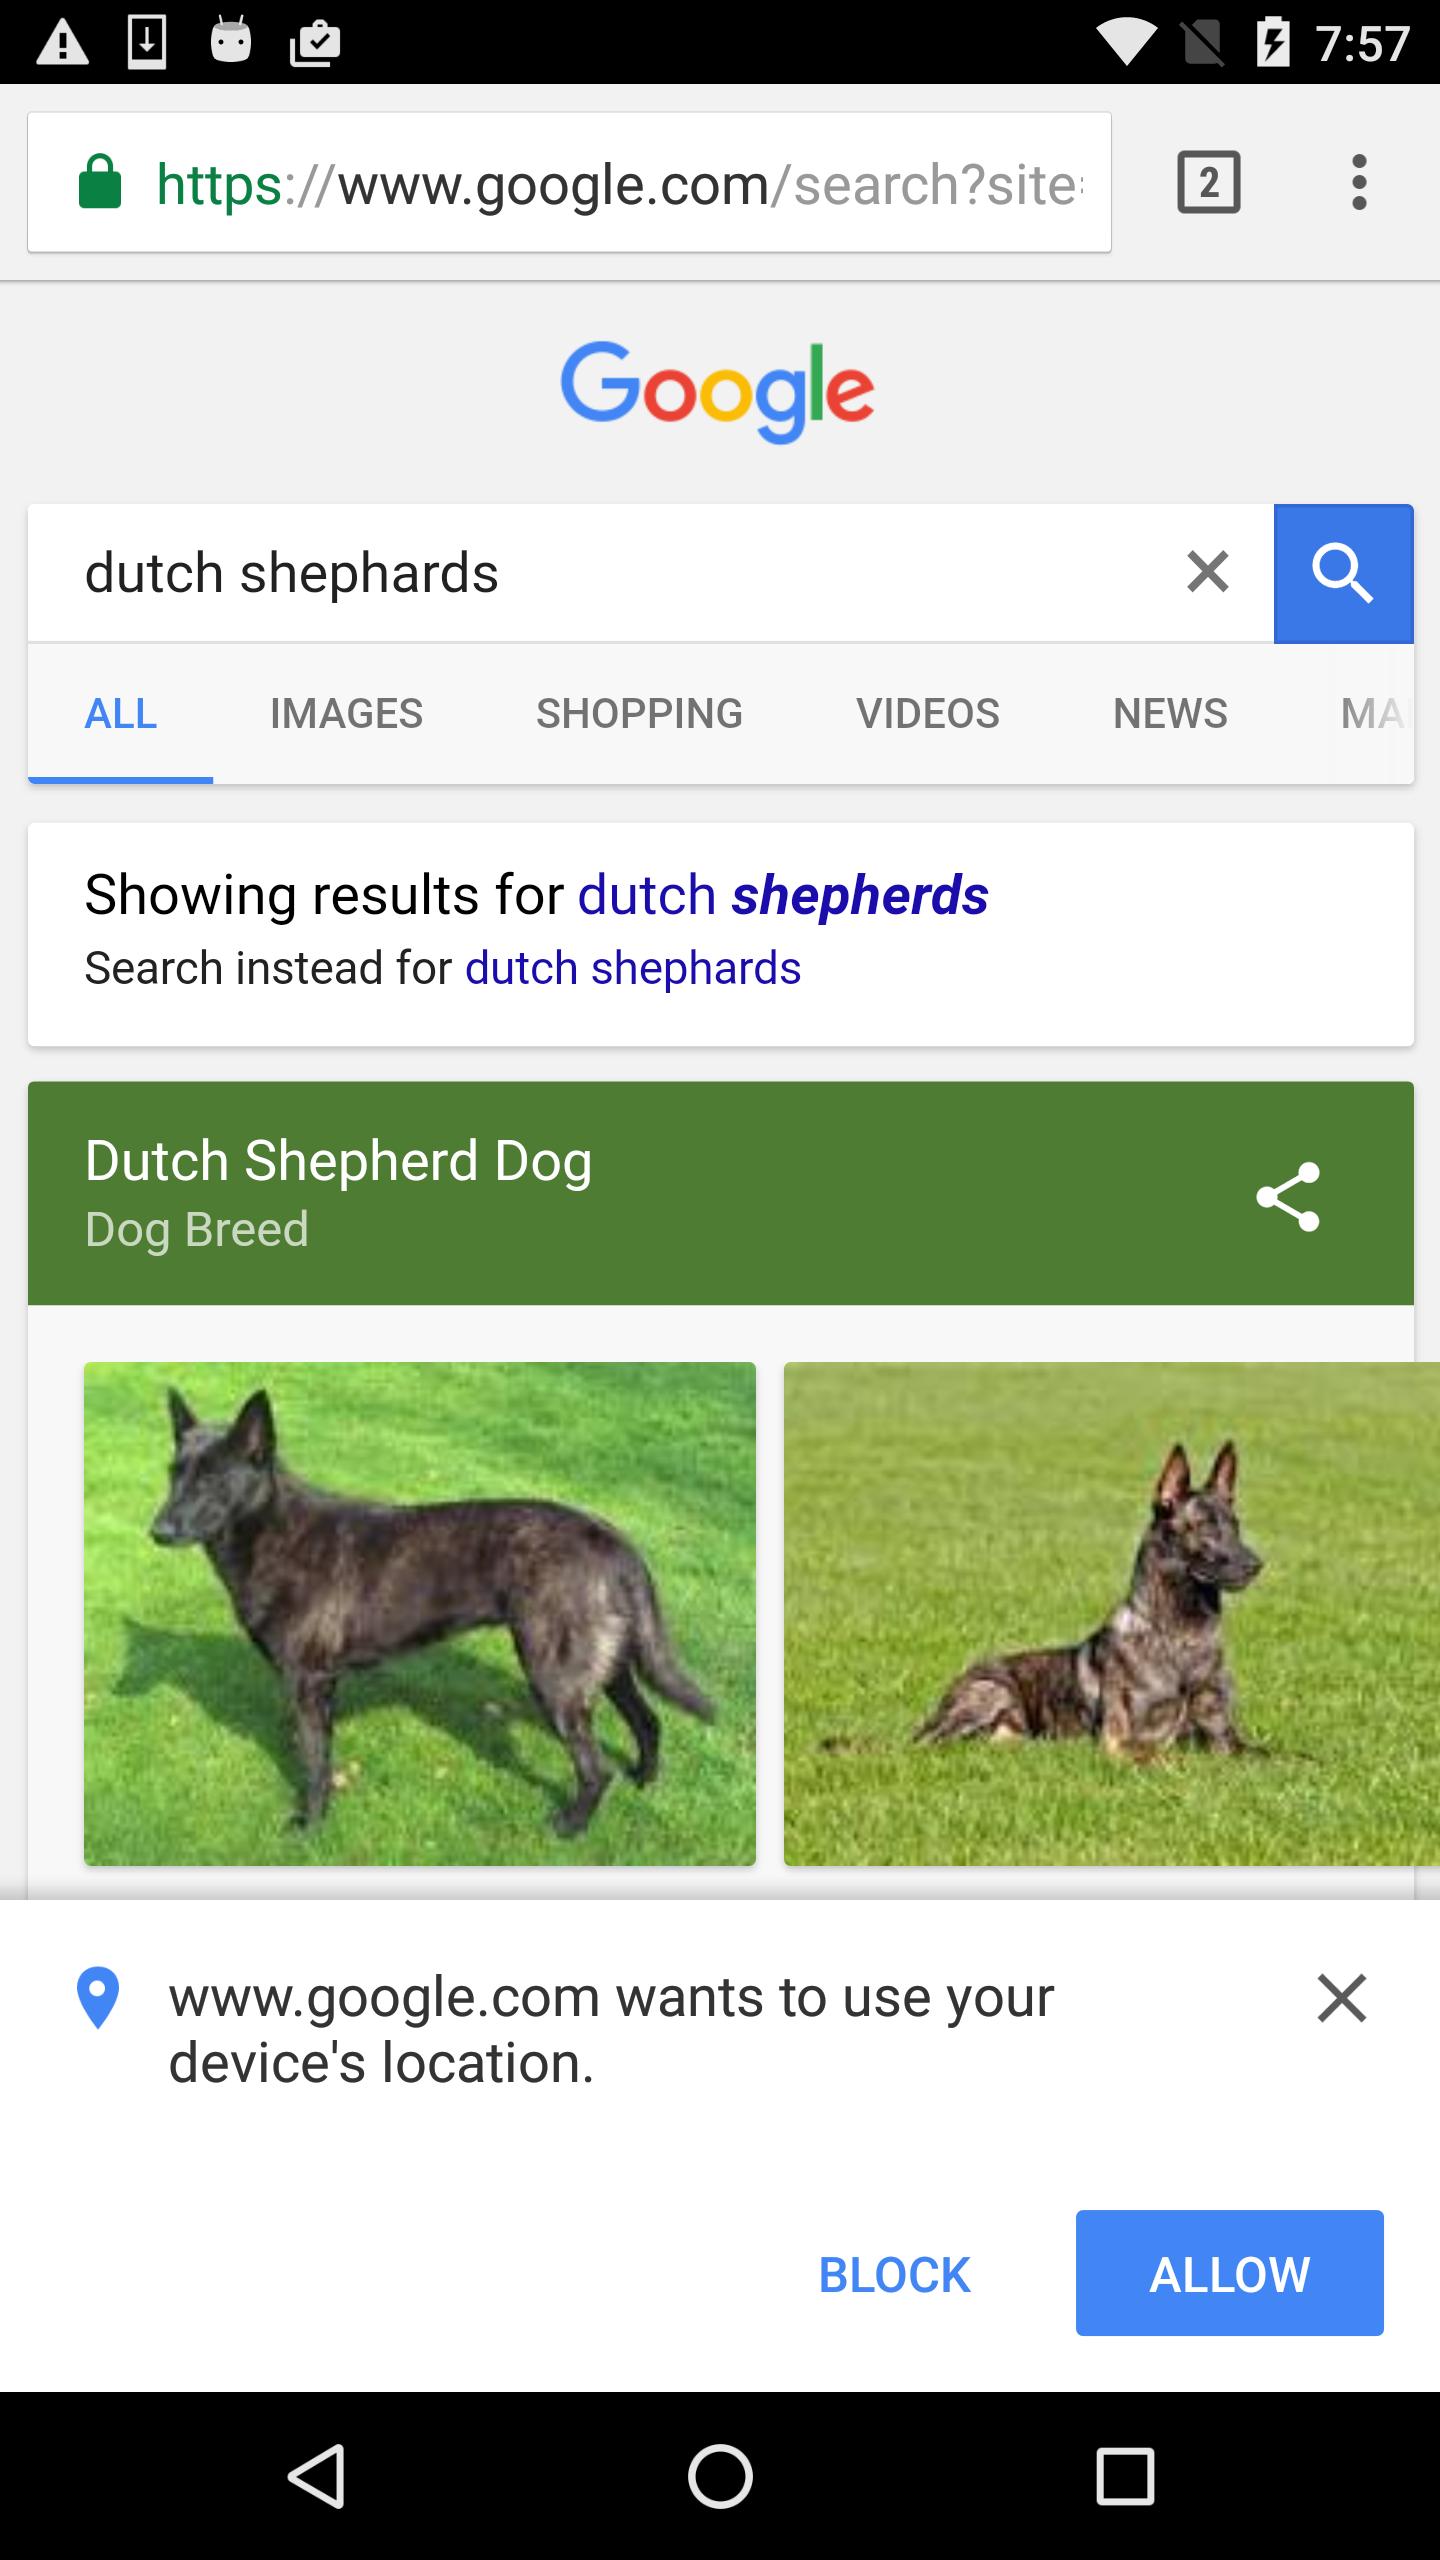 7:57
https://www.google.com/search?site=
2
Google
dutch shephards
ALL IMAGES SHOPPING VIDEOS NEWS
Showing results for dutch shepherds
Search instead for dutch shephards
Dutch Shepherd Dog
Dog Breed
www.google.com wants to use your
device's location.
BLOCK ALLOW